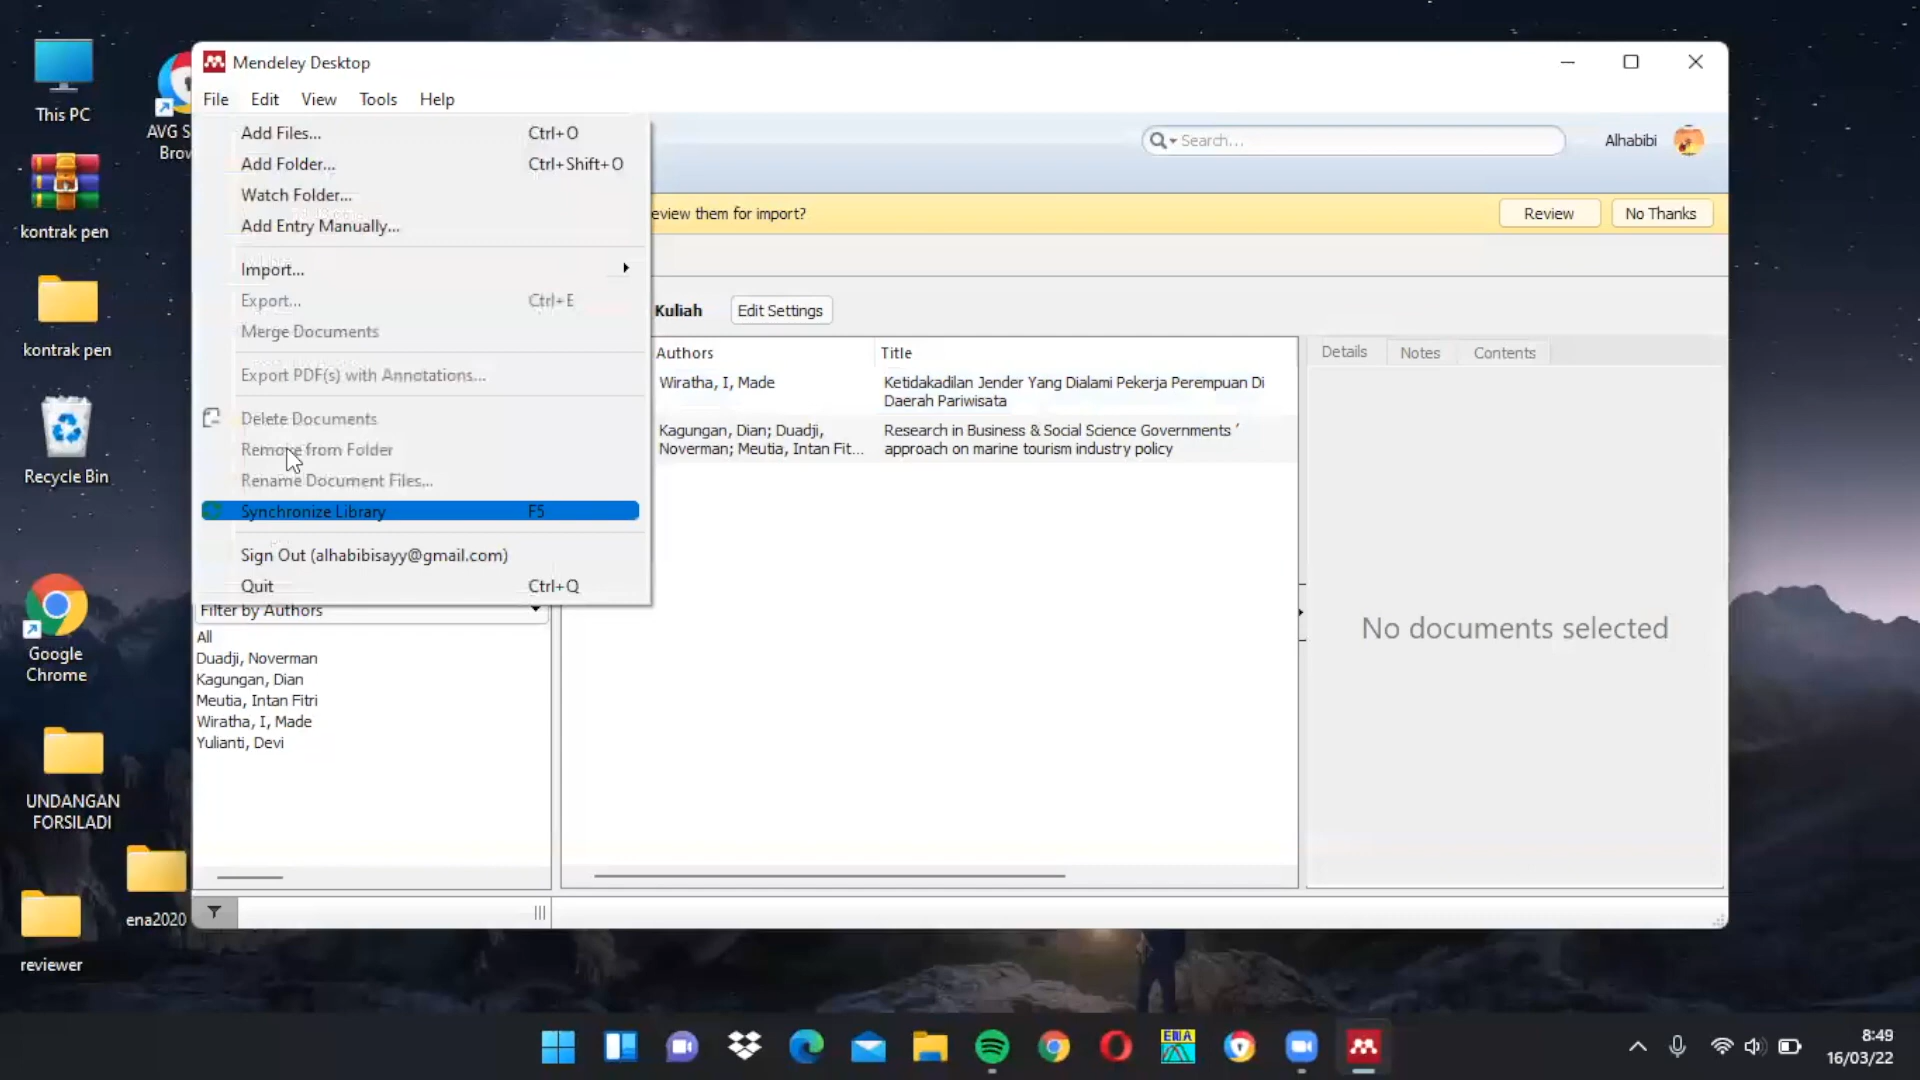 This PC
AVG S
Brow
kontrak pen
kontrak pen
Recycle Bin
Google
Chrome
UNDANGAN
FORSILADI
ena2020
reviewer
Mendeley Desktop
File Edit View Tools Help
Search...
Alhabibi
Add Files... Ctrl+O
Add Folder... Ctrl+Shift+O
Watch Folder...
Add Entry Manually...
Import...
Export... Ctrl+E
Merge Documents
Export PDF(s) with Annotations...
Delete Documents
Remove from Folder
Rename Document Files...
Synchronize Library F5
Sign Out (alhabibisayy@gmail.com)
Quit Ctrl+Q
eview them for import?
Review No Thanks
Kuliah Edit Settings
Authors Title
Wiratha, I, Made
Ketidakadilan Jender Yang Dialami Pekerja Perempuan Di
Daerah Pariwisata
Kagungan, Dian; Duadji,
Noverman; Meutia, Intan Fit...
Research in Business & Social Science Governments ’
approach on marine tourism industry policy
Details Notes Contents
No documents selected
Filter by Authors
All
Duadji, Noverman
Kagungan, Dian
Meutia, Intan Fitri
Wiratha, I, Made
Yulianti, Devi
ENA
8:49
16/03/22